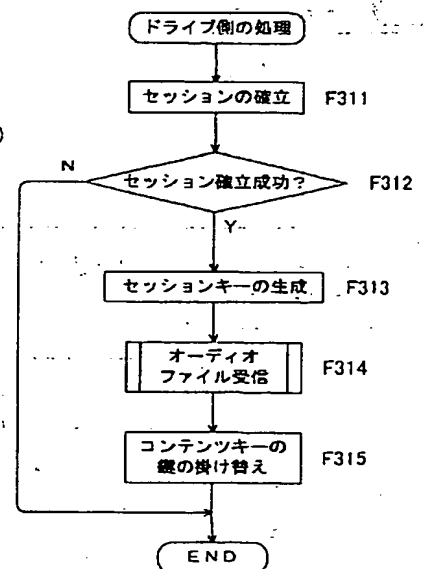 ドライブ側の処理
セッションの確立 F311
N
セッション確立成功? F312
Y
セッションキーの生成 F313
オーディオ
ファイル受信 F314
コンテンツキーの
鍵の掛け替え F315
END